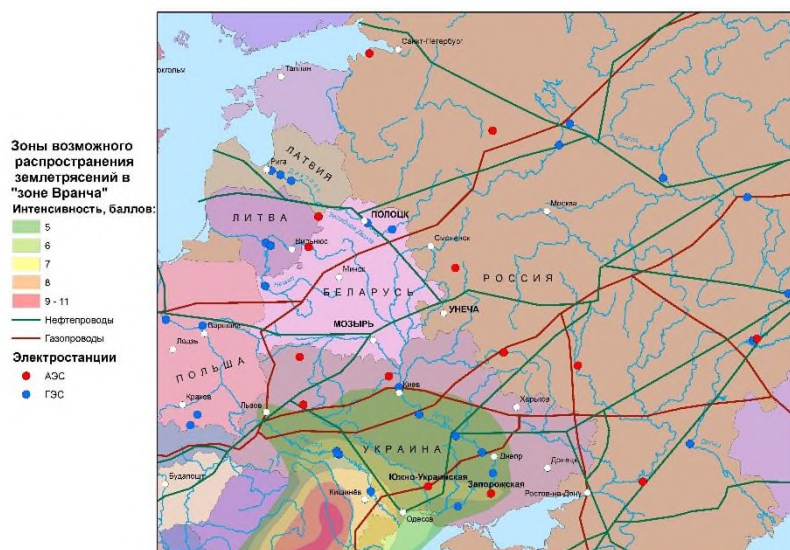 Зоны возможного
распространения
землетрясений в
"зоне Вранча"
Интенсивность, баллов:
5
6
7
8
9 - 11
Нефтепроводы
Газопроводы
Электростанции
АЭС
ГЭС
Санкт-Петербург
Таллин
Рига
ЛАТВИЯ
Волга
Москва
ЛИТВА
ПОЛОЦК
Вильнюс
Смоленск
Минск
РОССИЯ
БЕЛАРУСЬ
Неман
УНЕЧА
МОЗЫРЬ
Варшава
Лодзь
ПОЛЬША
Киев
Краков
Львов
Харьков
УКРАИНА
Днепр
Донецк
Южно-Украинская
Запорожская
Будапешт
Кишинёв
Ростов-на-Дону
Одесса